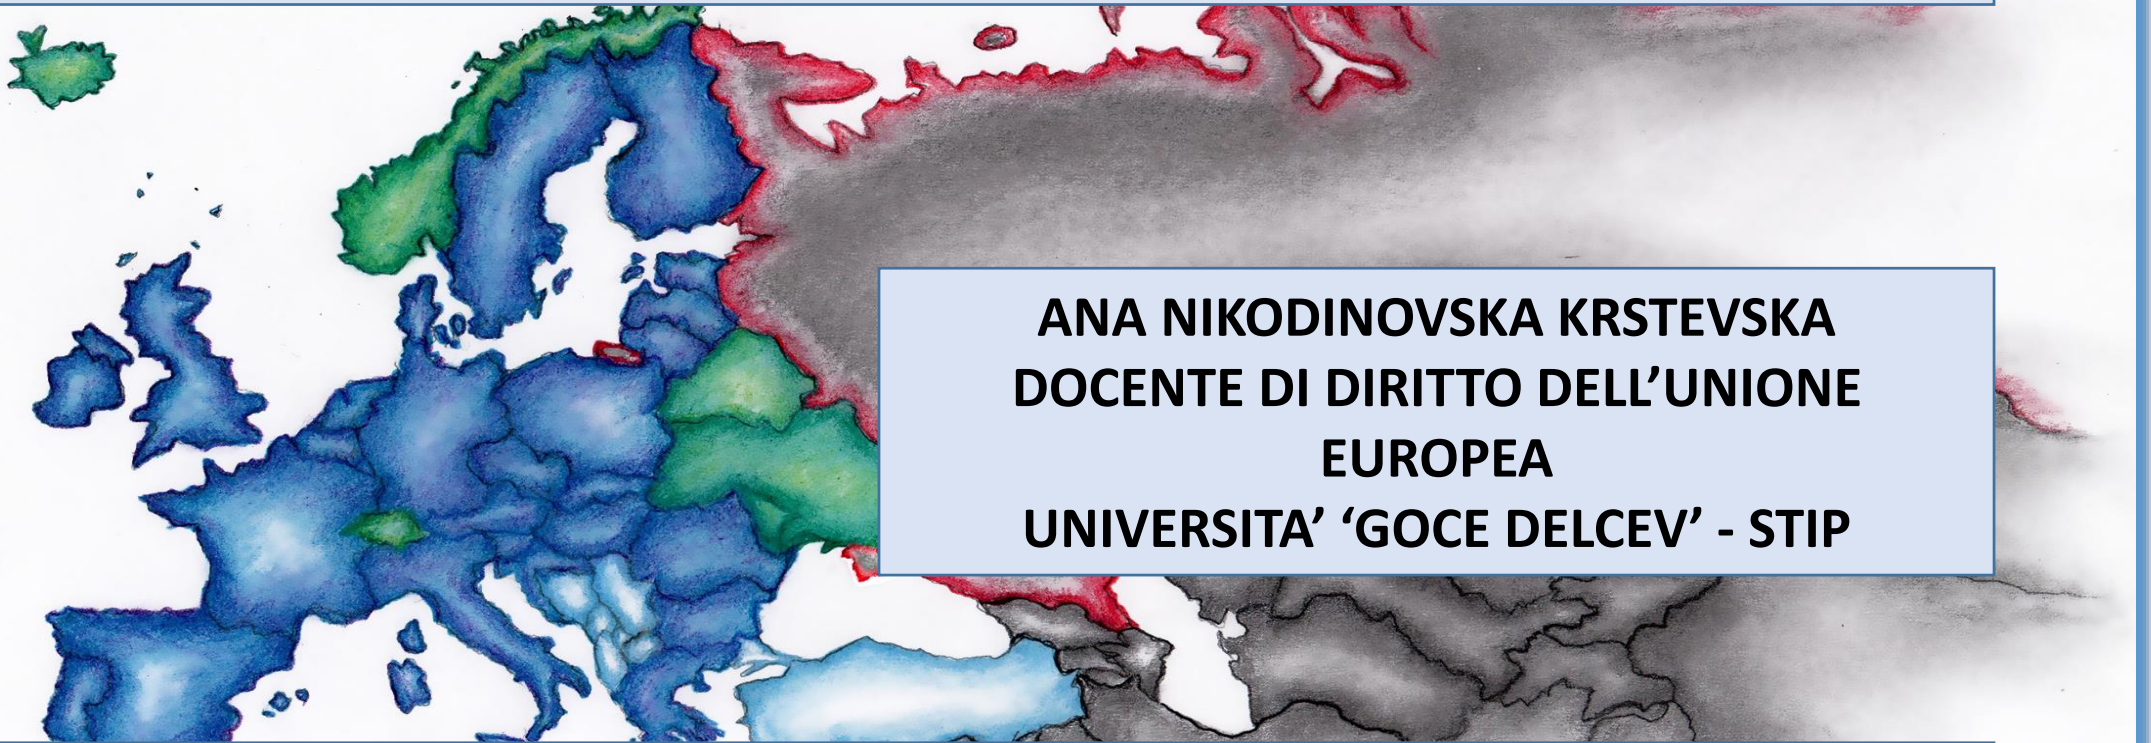 ANA NIKODINOVSKA KRSTEVSKA
DOCENTE DI DIRITTO DELL’UNIONE
EUROPEA
UNIVERSITA’ ‘GOCE DELCEV’ - STIP